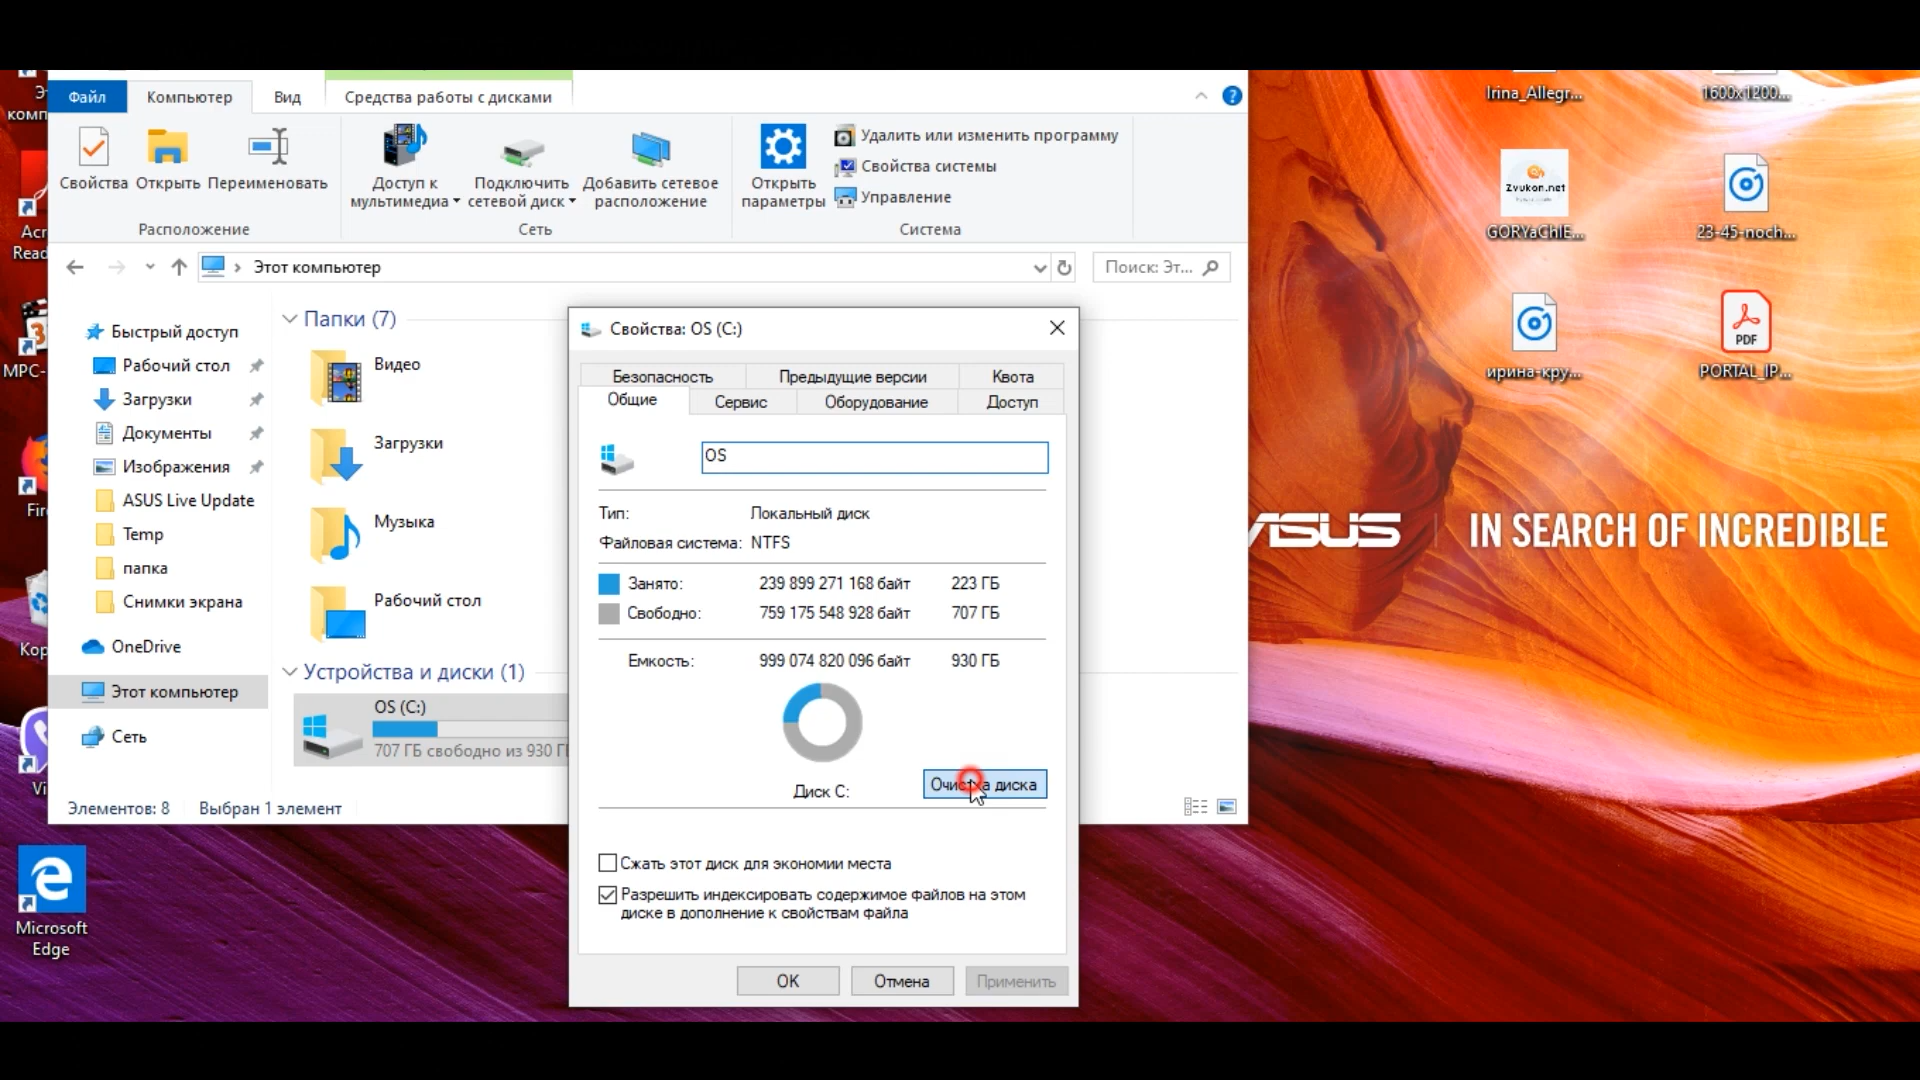 Файл
Компьютер
Вид
Средства работы с дисками
Свойства
Открыть
Переименовать
Доступ к мультимедиа
Подключить сетевой диск
Добавить сетевое расположение
Открыть параметры
Удалить или изменить программу
Свойства системы
Управление
Расположение
Сеть
Система
Этот компьютер
Поиск: Эт...
Быстрый доступ
Рабочий стол
Загрузки
Документы
Изображения
ASUS Live Update
Temp
папка
Снимки экрана
OneDrive
Этот компьютер
Сеть
Папки (7)
Видео
Загрузки
Музыка
Рабочий стол
Устройства и диски (1)
OS (C:)
707 ГБ свободно из 930 ГБ
Элементов: 8
Выбран 1 элемент
Свойства: OS (C:)
Безопасность
Предыдущие версии
Квота
Общие
Сервис
Оборудование
Доступ
OS
Тип: Локальный диск
Файловая система: NTFS
Занято: 239 899 271 168 байт 223 ГБ
Свободно: 759 175 548 928 байт 707 ГБ
Емкость: 999 074 820 096 байт 930 ГБ
Диск C:
Очистка диска
Сжать этот диск для экономии места
Разрешить индексировать содержимое файлов на этом
диске в дополнение к свойствам файла
OK
Отмена
Применить
Irina_Allegr...
1600x1200...
Zvukon.net
GORYaChIE...
23-45-noch...
ирина-кру...
PDF
PORTAL_IP...
ASUS
IN SEARCH OF INCREDIBLE
MPC-
Microsoft
Edge